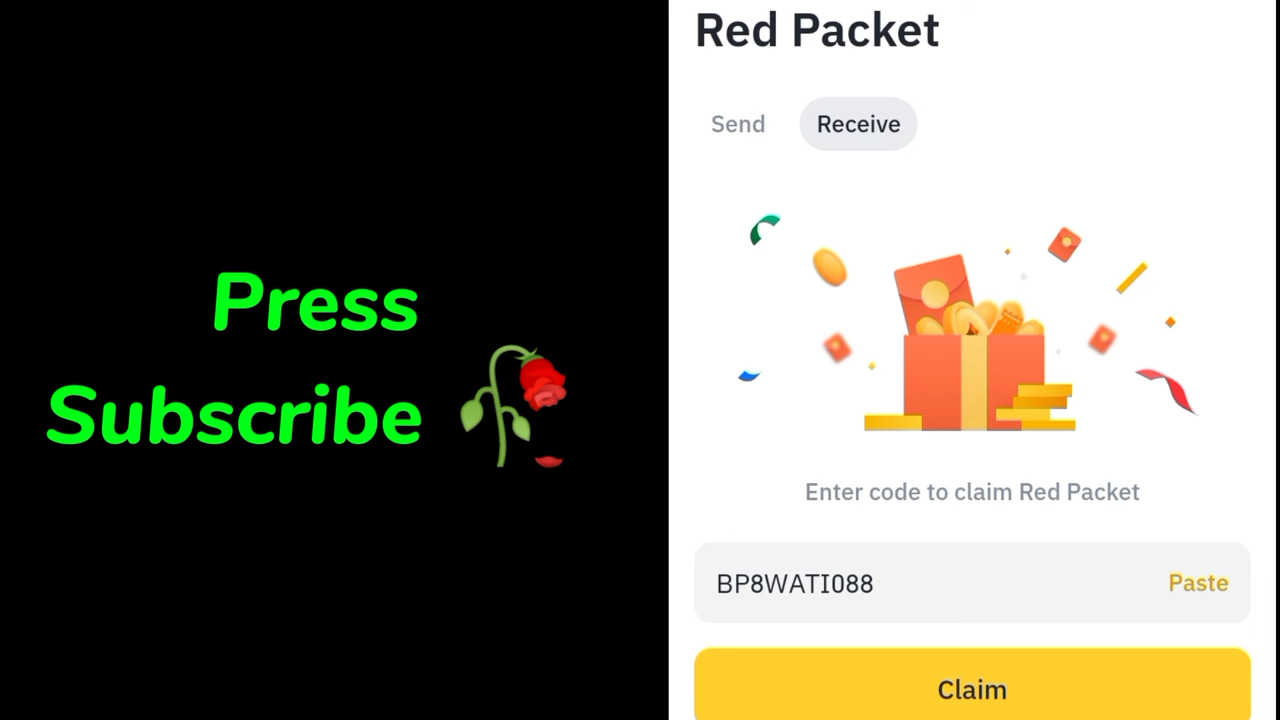 Press
Subscribe
Red Packet
Send Receive
Enter code to claim Red Packet
BP8WATI088 Paste
Claim